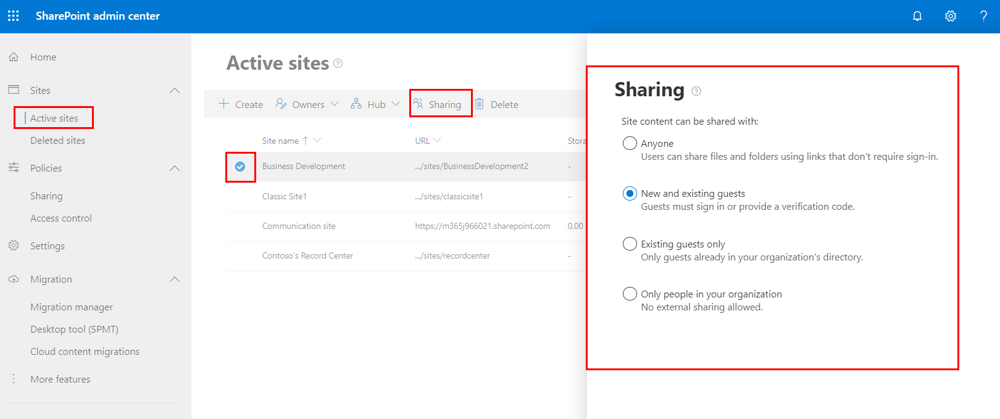 SharePoint admin center
?
Home
Sites
Active sites
Deleted sites
Policies
Sharing
Access control
Settings
Migration
Migration manager
Desktop tool (SPMT)
Cloud content migrations
More features
Active sites ?
Create Owners Hub Sharing Delete
Site name ↑ URL Stora
Business Development .../sites/BusinessDevelopment2 -
Classic Site1 .../sites/classicsite1 -
Communication site https://m365j966021.sharepoint.com 0.00
Contoso's Record Center .../sites/recordcenter -
Sharing ?
Site content can be shared with:
Anyone
Users can share files and folders using links that don't require sign-in.
New and existing guests
Guests must sign in or provide a verification code.
Existing guests only
Only guests already in your organization's directory.
Only people in your organization
No external sharing allowed.